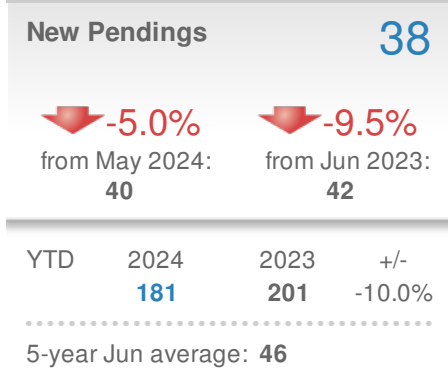 New Pendings 38
-5.0% -9.5%
from May 2024: from Jun 2023:
40 42
YTD 2024 2023 +/-
181 201 -10.0%
5-year Jun average: 46